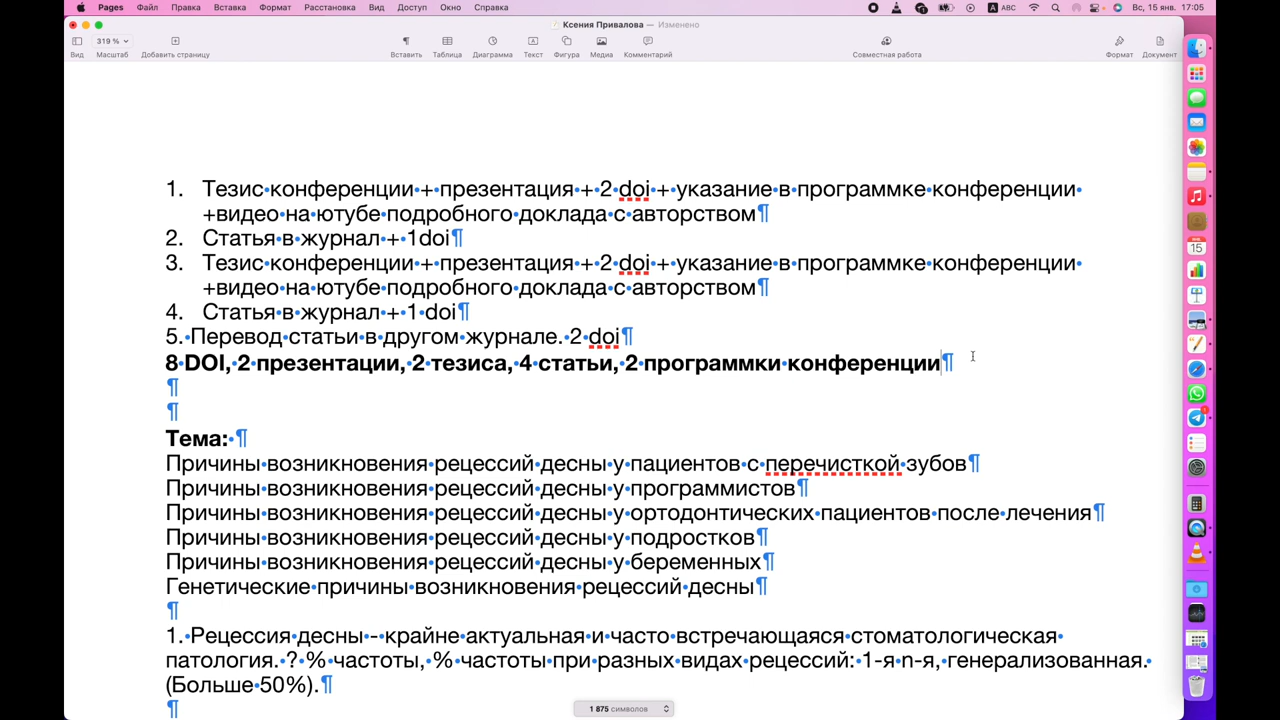 Pages Файл Правка Вставка Формат Расстановка Вид Доступ Окно Справка A ABC Вс, 15 янв. 17:05
Ксения Привалова — Изменено
319 %
Вид Масштаб Добавить страницу Вставить Таблица Диаграмма Текст Фигура Медиа Комментарий Совместная работа Формат Документ
1. Тезис конференции + презентация + 2 doi + указание в программке конференции
+видео на ютубе подробного доклада с авторством¶
2. Статья в журнал + 1doi¶
3. Тезис конференции + презентация + 2 doi + указание в программке конференции
+видео на ютубе подробного доклада с авторством¶
4. Статья в журнал + 1 doi¶
5. Перевод статьи в другом журнале. 2 doi¶
8 DOI, 2 презентации, 2 тезиса, 4 статьи, 2 программки конференции¶
¶
¶
Тема: ¶
Причины возникновения рецессий десны у пациентов с перечисткой зубов¶
Причины возникновения рецессий десны у программистов¶
Причины возникновения рецессий десны у ортодонтических пациентов после лечения¶
Причины возникновения рецессий десны у подростков¶
Причины возникновения рецессий десны у беременных¶
Генетические причины возникновения рецессий десны¶
¶
1. Рецессия десны - крайне актуальная и часто встречающаяся стоматологическая
патология. ? % частоты, % частоты при разных видах рецессий: 1-я n-я, генерализованная.
(Больше 50%).¶
¶
1 875 символов
15